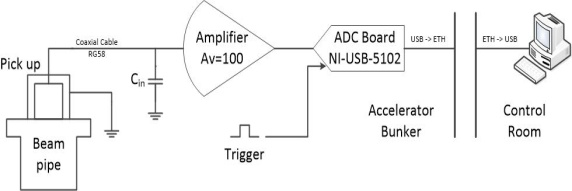 Coaxial Cable
RG58
Pick up
Cin
Amplifier
Av=100
ADC Board
NI-USB-5102
USB -> ETH
ETH -> USB
Beam
pipe
Trigger
Accelerator
Bunker
Control
Room